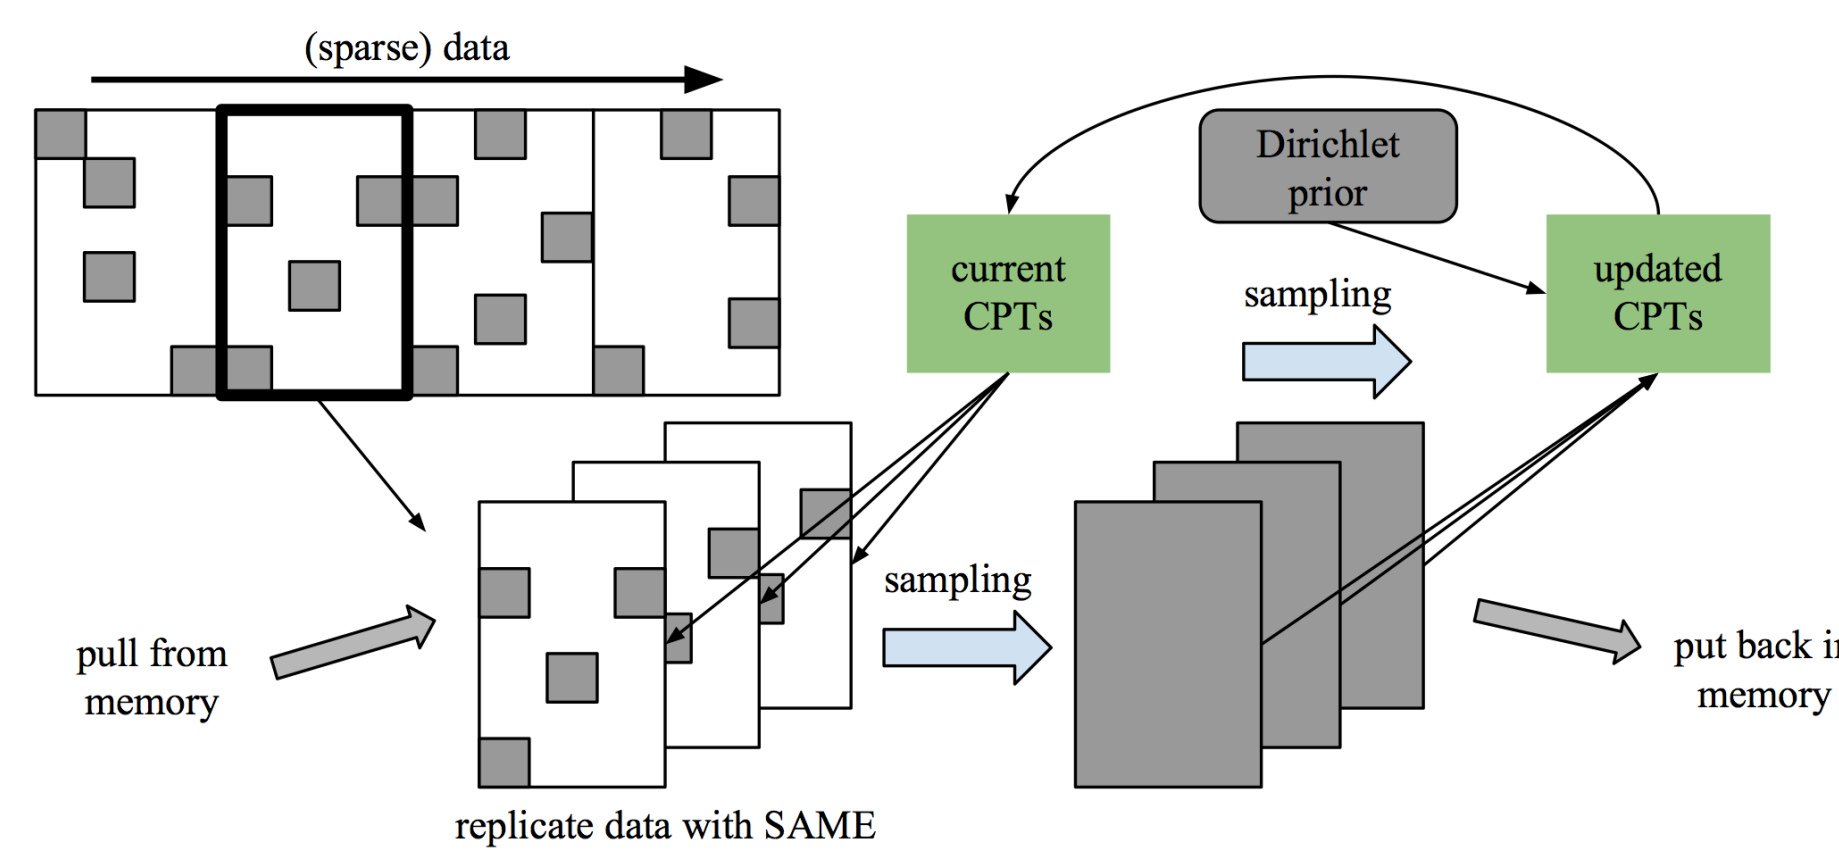 (sparse) data
Dirichlet
prior
current
CPTs
sampling
updated
CPTs
sampling
pull from
memory
put back
memory
replicate data with SAME